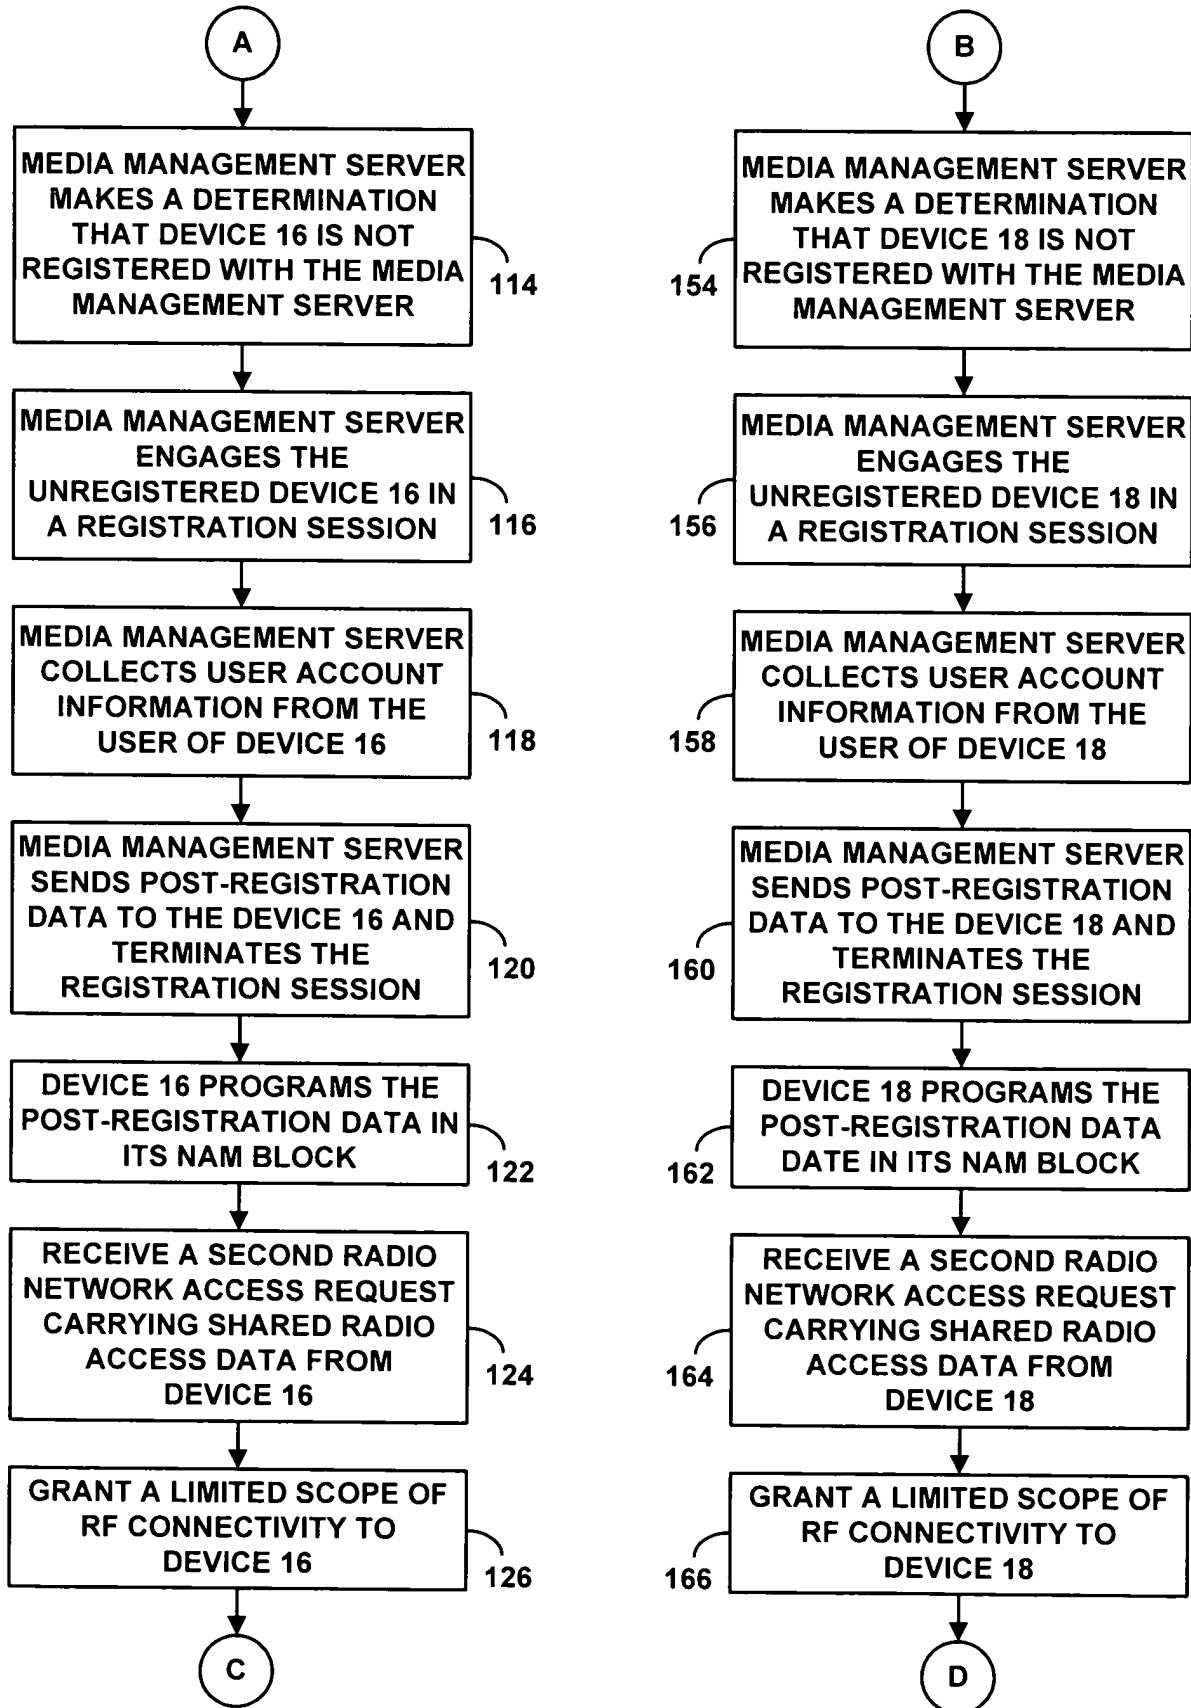 A
MEDIA MANAGEMENT SERVER
MAKES A DETERMINATION
THAT DEVICE 16 IS NOT
REGISTERED WITH THE MEDIA
MANAGEMENT SERVER
114
MEDIA MANAGEMENT SERVER
ENGAGES THE
UNREGISTERED DEVICE 16 IN
A REGISTRATION SESSION
116
MEDIA MANAGEMENT SERVER
COLLECTS USER ACCOUNT
INFORMATION FROM THE
USER OF DEVICE 16
118
MEDIA MANAGEMENT SERVER
SENDS POST-REGISTRATION
DATA TO THE DEVICE 16 AND
TERMINATES THE
REGISTRATION SESSION
120
DEVICE 16 PROGRAMS THE
POST-REGISTRATION DATA IN
ITS NAM BLOCK
122
RECEIVE A SECOND RADIO
NETWORK ACCESS REQUEST
CARRYING SHARED RADIO
ACCESS DATA FROM
DEVICE 16
124
GRANT A LIMITED SCOPE OF
RF CONNECTIVITY TO
DEVICE 16
126
C
B
MEDIA MANAGEMENT SERVER
MAKES A DETERMINATION
THAT DEVICE 18 IS NOT
REGISTERED WITH THE MEDIA
MANAGEMENT SERVER
154
MEDIA MANAGEMENT SERVER
ENGAGES THE
UNREGISTERED DEVICE 18 IN
A REGISTRATION SESSION
156
MEDIA MANAGEMENT SERVER
COLLECTS USER ACCOUNT
INFORMATION FROM THE
USER OF DEVICE 18
158
MEDIA MANAGEMENT SERVER
SENDS POST-REGISTRATION
DATA TO THE DEVICE 18 AND
TERMINATES THE
REGISTRATION SESSION
160
DEVICE 18 PROGRAMS THE
POST-REGISTRATION DATA
DATE IN ITS NAM BLOCK
162
RECEIVE A SECOND RADIO
NETWORK ACCESS REQUEST
CARRYING SHARED RADIO
ACCESS DATA FROM
DEVICE 18
164
GRANT A LIMITED SCOPE OF
RF CONNECTIVITY TO
DEVICE 18
166
D